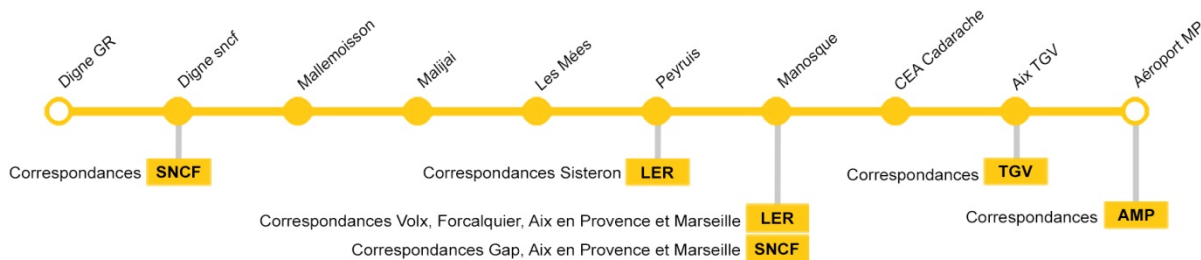 Digne GR
Digne sncf
Mallemoisson
Malijai
Les Mées
Peyruis
Manosque
CEA Cadarache
Aix TGV
Aéroport MP
Correspondances SNCF
Correspondances Sisteron LER
Correspondances TGV
Correspondances Volx, Forcalquier, Aix en Provence et Marseille LER
Correspondances AMP
Correspondances Gap, Aix en Provence et Marseille SNCF